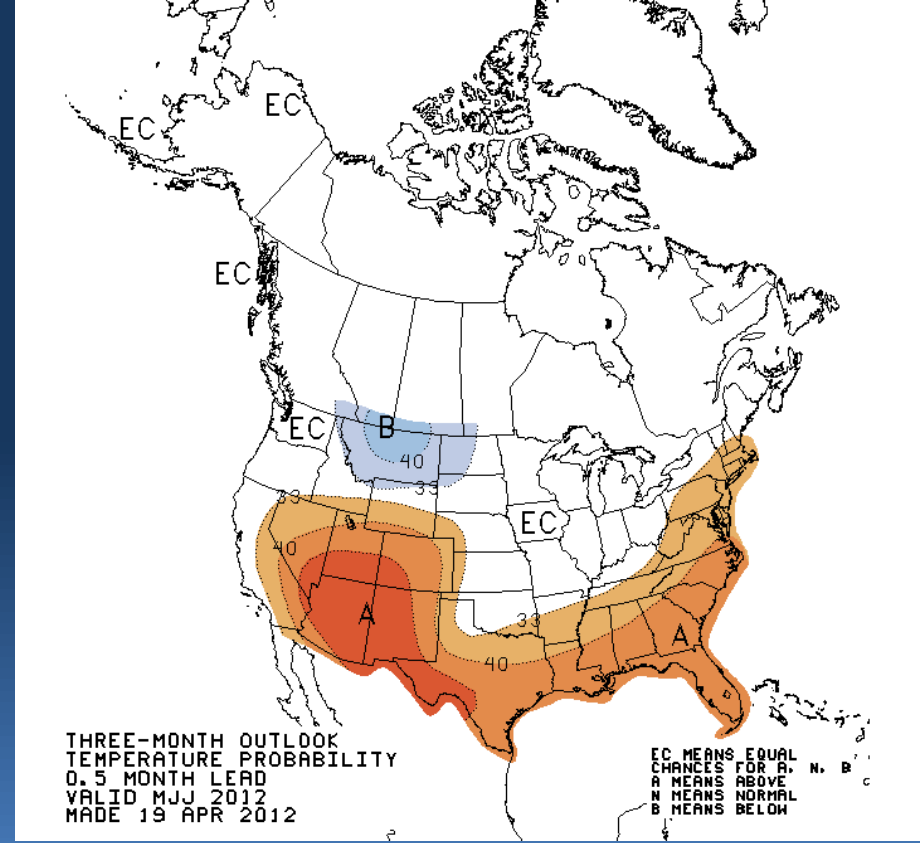 EC
EC
EC
EC
B
40
33
33
EC
40
A
33
A
40
THREE-MONTH OUTLOOK
TEMPERATURE PROBABILITY
0.5 MONTH LEAD
VALID MJJ 2012
MADE 19 APR 2012
EC MEANS EQUAL
CHANCES FOR A, N, B
A MEANS ABOVE
N MEANS NORMAL
B MEANS BELOW